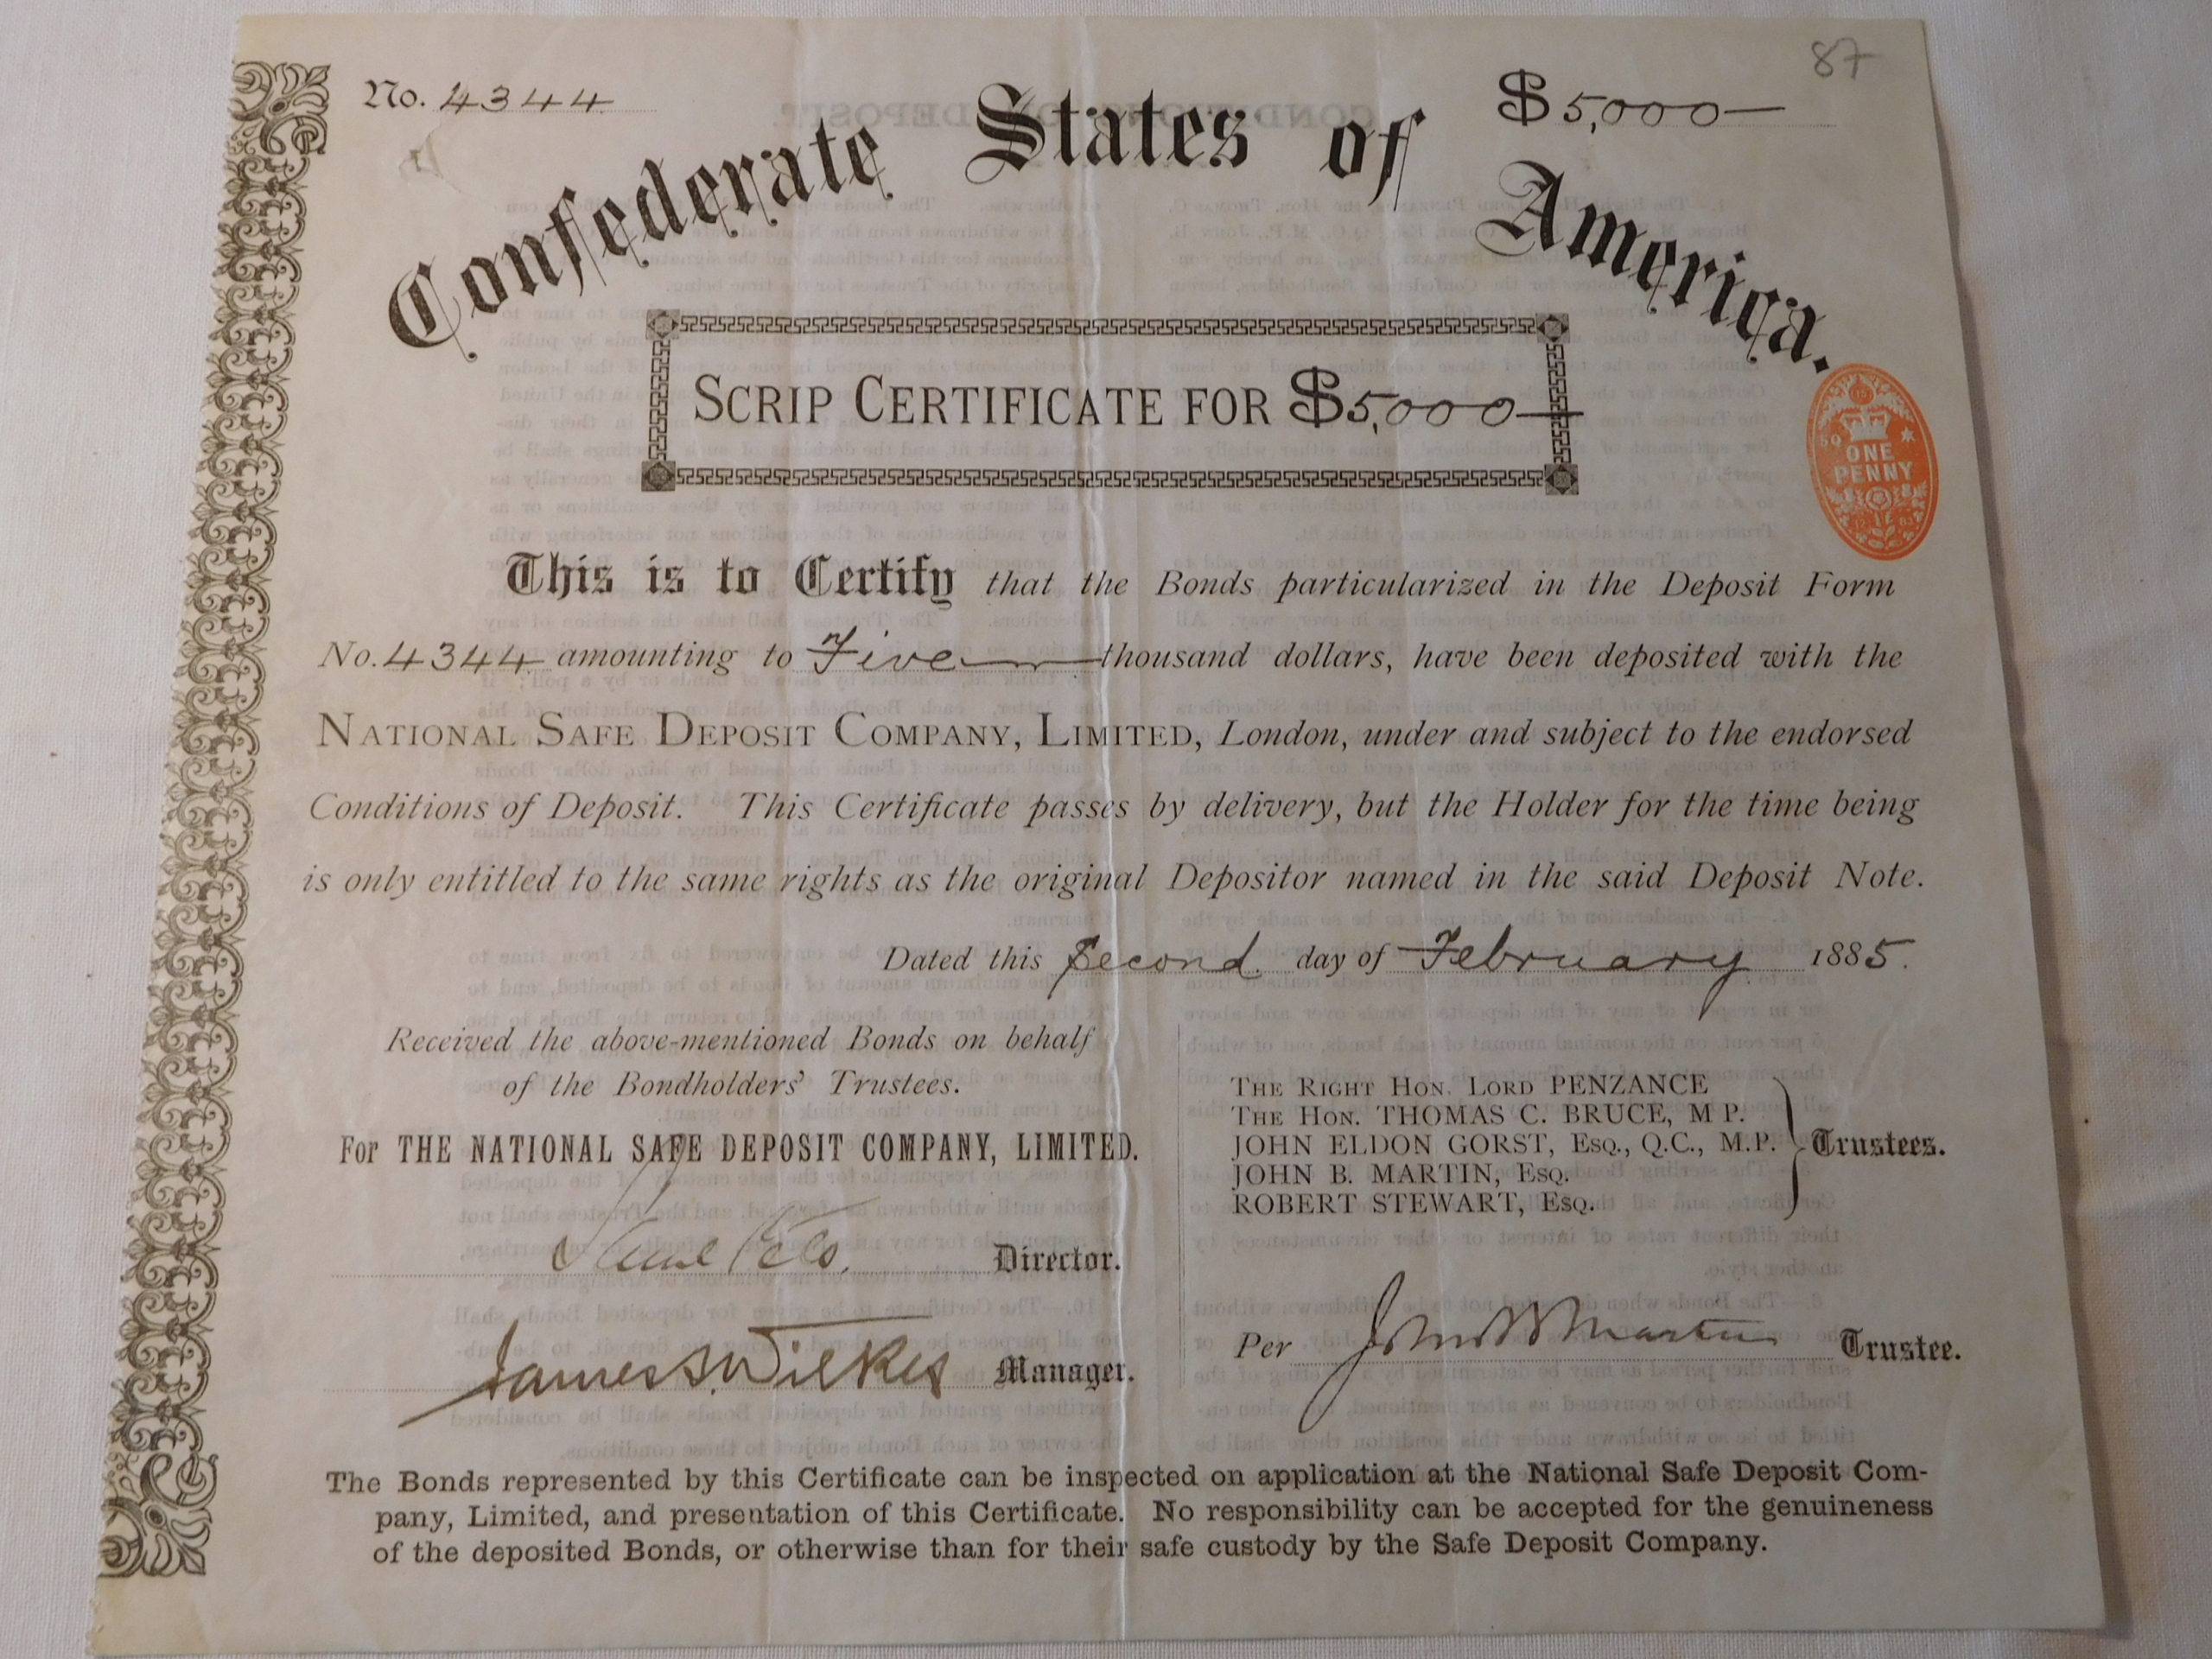 87
No. 4344.
$5,000—
Confederate States of America.
SCRIP CERTIFICATE FOR $5,000—
50
ONE
PENNY
This is to Certify that the Bonds particularized in the Deposit Form
No. 4344 amounting to Five thousand dollars, have been deposited with the
NATIONAL SAFE DEPOSIT COMPANY, LIMITED, London, under and subject to the endorsed
Conditions of Deposit. This Certificate passes by delivery, but the Holder for the time being
is only entitled to the same rights as the original Depositor named in the said Deposit Note.
Dated this Second day of February 1885.
Received the above-mentioned Bonds on behalf
of the Bondholders' Trustees.
For THE NATIONAL SAFE DEPOSIT COMPANY, LIMITED.
Director.
James S. Wilkes Manager.
THE RIGHT HON. LORD PENZANCE
THE HON. THOMAS C. BRUCE, M P.
JOHN ELDON GORST, ESQ., Q.C., M.P.
JOHN B. MARTIN, ESQ.
ROBERT STEWART, ESQ.
Trustees.
Per John B Martin Trustee.
The Bonds represented by this Certificate can be inspected on application at the National Safe Deposit Com-
pany, Limited, and presentation of this Certificate. No responsibility can be accepted for the genuineness
of the deposited Bonds, or otherwise than for their safe custody by the Safe Deposit Company.